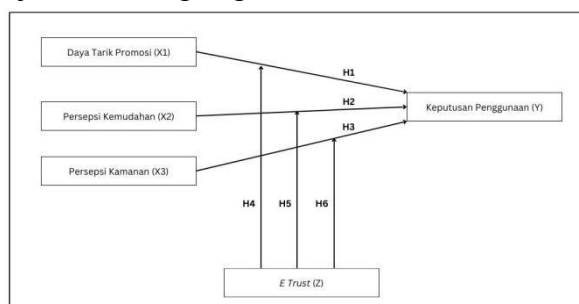 Daya Tarik Promosi (X1)
H1
Persepsi Kemudahan (X2)
H2
Keputusan Penggunaan (Y)
H3
Persepsi Kamanan (X3)
H4
H5
H6
E Trust (Z)